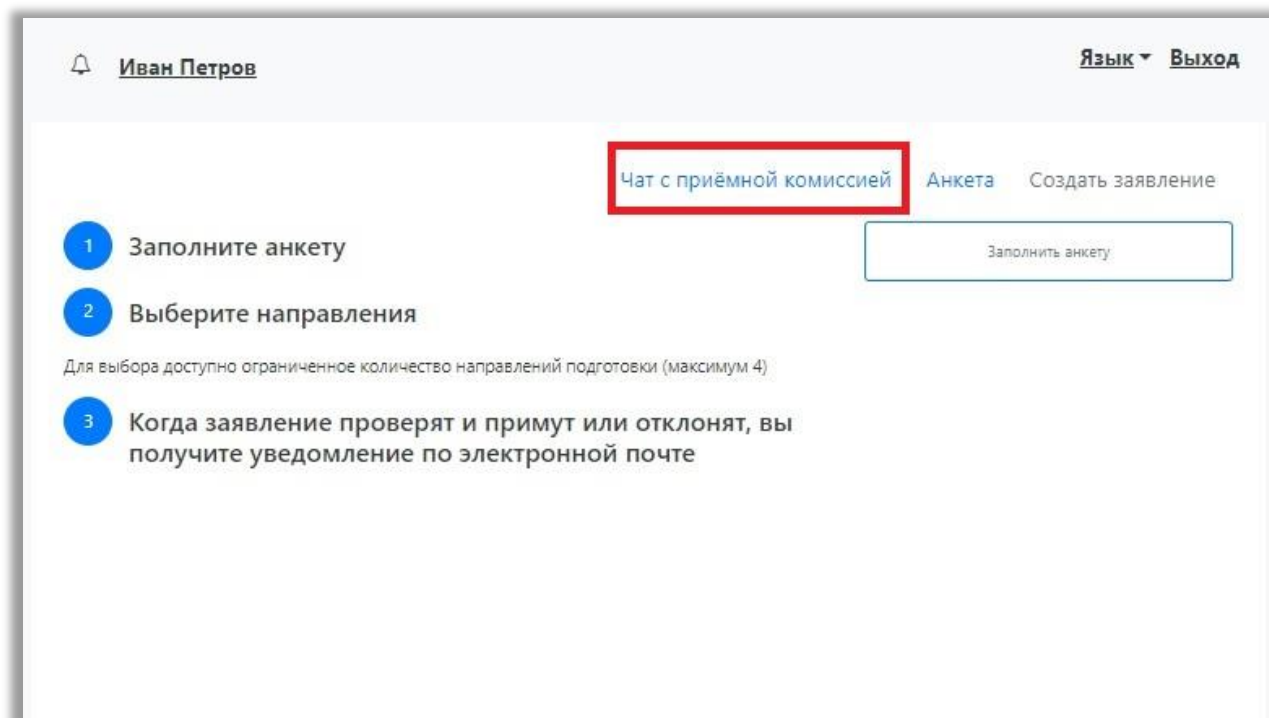 Иван Петров
Язык Выход
Чат с приёмной комиссией Анкета Создать заявление
1 Заполните анкету
Заполнить анкету
2 Выберите направления
Для выбора доступно ограниченное количество направлений подготовки (максимум 4)
3 Когда заявление проверят и примут или отклонят, вы
получите уведомление по электронной почте